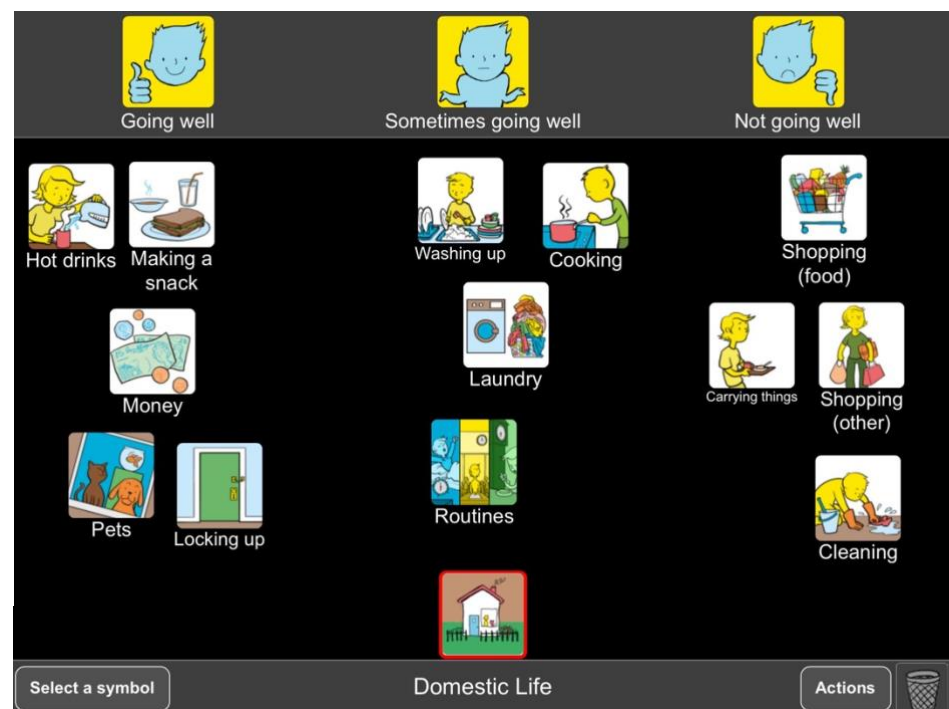 Going well
Sometimes going well
Not going well
Hot drinks
Making a
snack
Washing up
Cooking
Shopping
(food)
Money
Laundry
Carrying things
Shopping
(other)
Pets
Locking up
Routines
Cleaning
Select a symbol
Domestic Life
Actions